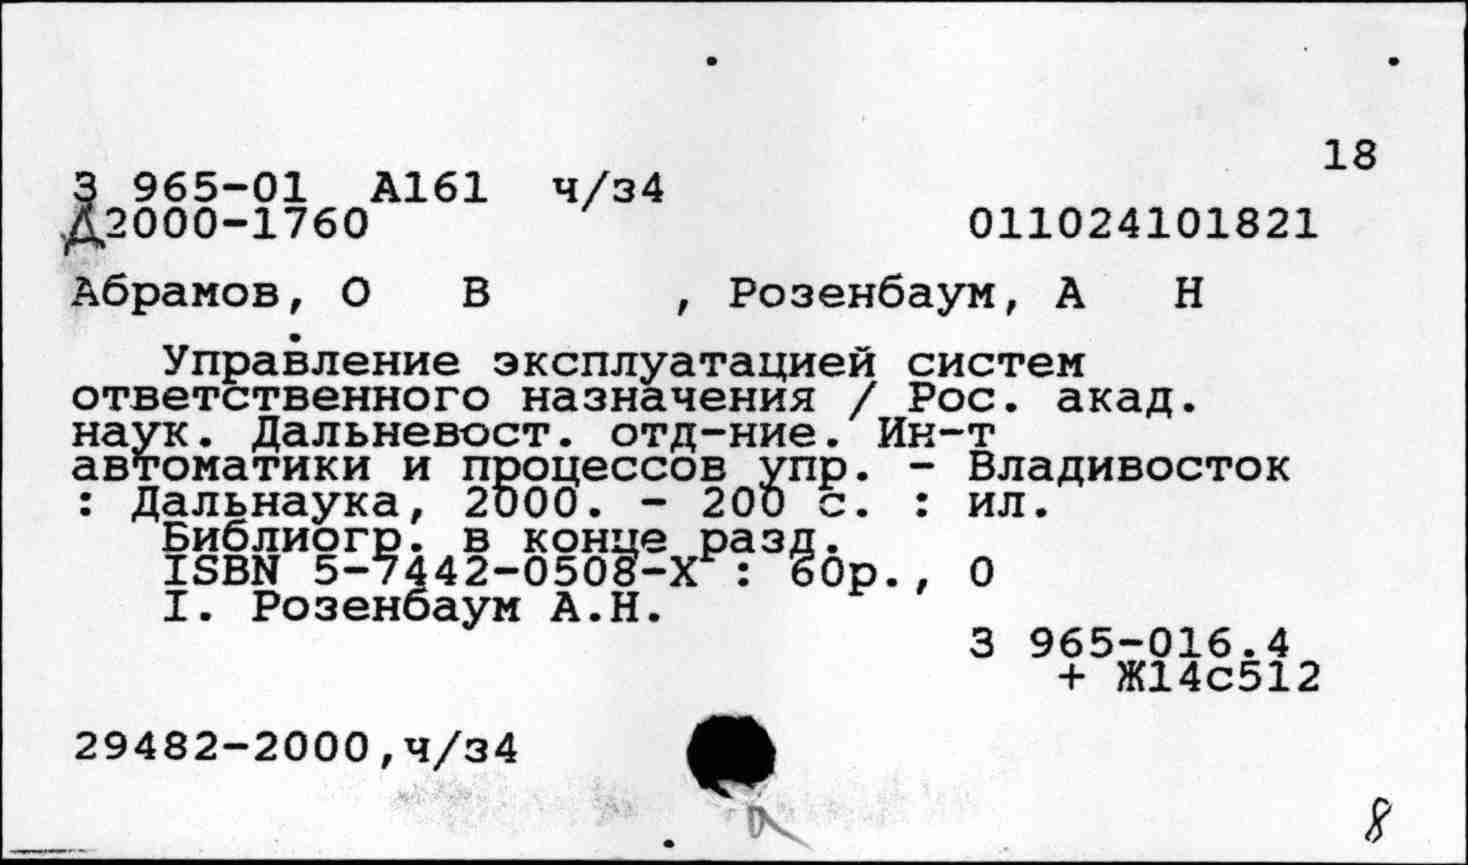 18
З 965-01 А161 ч/з4
Д2000-1760 011024101821
Абрамов, О В , Розенбаум, А Н
Управление эксплуатацией систем
ответственного назначения / Рос. акад.
наук. Дальневост. отд-ние. Ин-т
автоматики и процессов упр. - Владивосток
: Дальнаука, 2000. - 200 с. : ил.
Библиогр. в конце разд.
ISBN 5-7442-0508-X : 60р., 0
I. Розенбаум А.Н.
З 965-016.4
+ Ж14с512
29482-2000,ч/з4
8